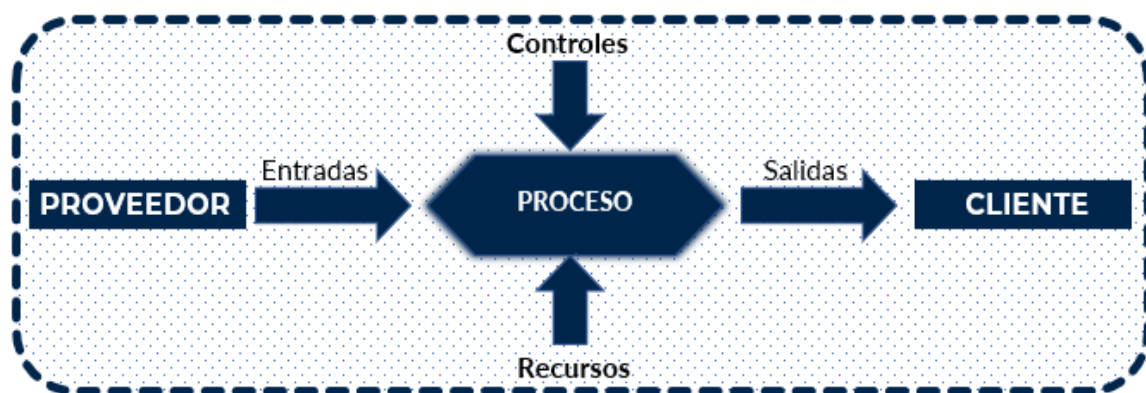 Controles
Entradas
Salidas
PROVEEDOR
PROCESO
CLIENTE
Recursos